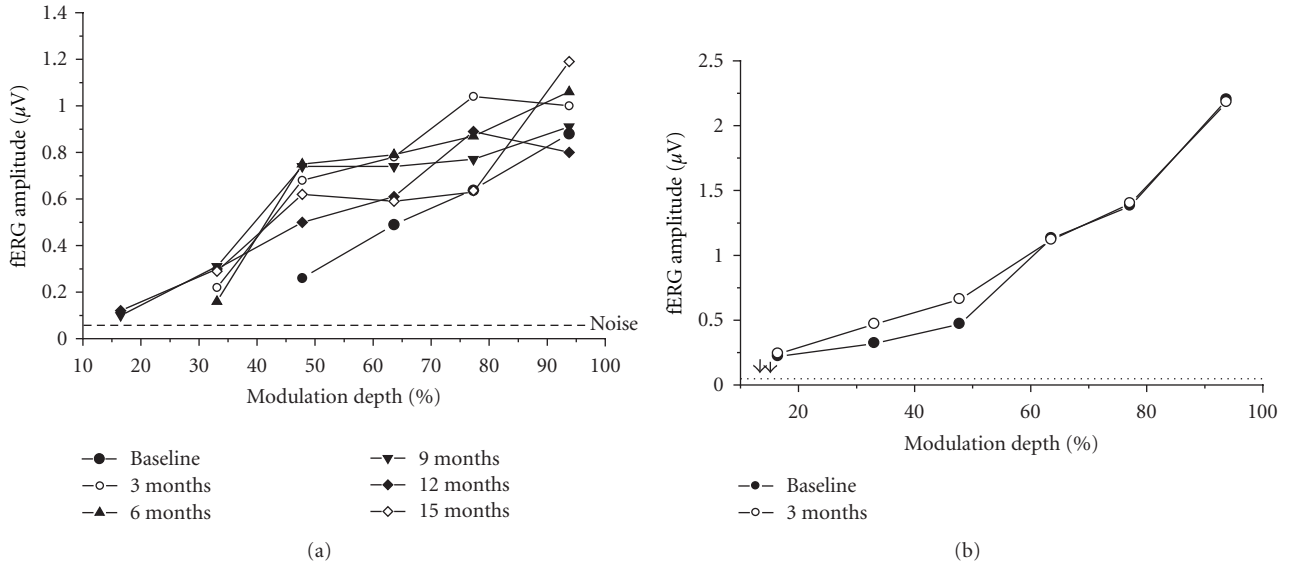 1.4
1.2
1
0.8
0.6
0.4
0.2
0
fERG amplitude (µV)
Noise
10 20 30 40 50 60 70 80 90 100
Modulation depth (%)
Baseline
3 months
6 months
9 months
12 months
15 months
(a)
2.5
2
1.5
1
0.5
0
fERG amplitude (µV)
20 40 60 80 100
Modulation depth (%)
Baseline
3 months
(b)